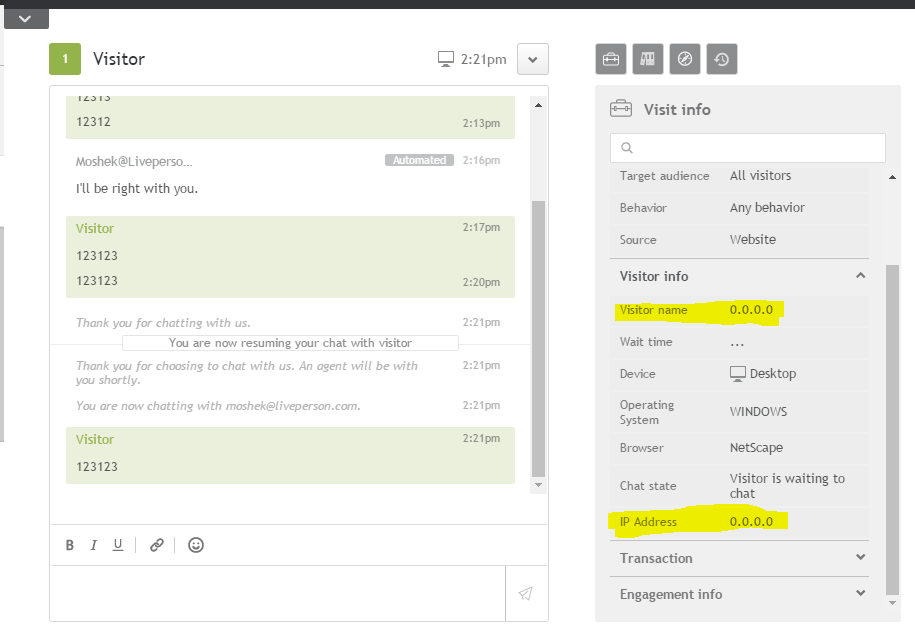 1
Visitor
2:21pm
12313
12312
2:13pm
Moshek@Liveperso...
Automated
2:16pm
I'll be right with you.
Visitor
2:17pm
123123
123123
2:20pm
Thank you for chatting with us.
2:21pm
You are now resuming your chat with visitor
Thank you for choosing to chat with us. An agent will be with
you shortly.
2:21pm
You are now chatting with moshek@liveperson.com.
2:21pm
Visitor
2:21pm
123123
B I U
Visit info
Target audience All visitors
Behavior Any behavior
Source Website
Visitor info
Visitor name 0.0.0.0
Wait time ...
Device Desktop
Operating
System
WINDOWS
Browser NetScape
Chat state
Visitor is waiting to
chat
IP Address 0.0.0.0
Transaction
Engagement info